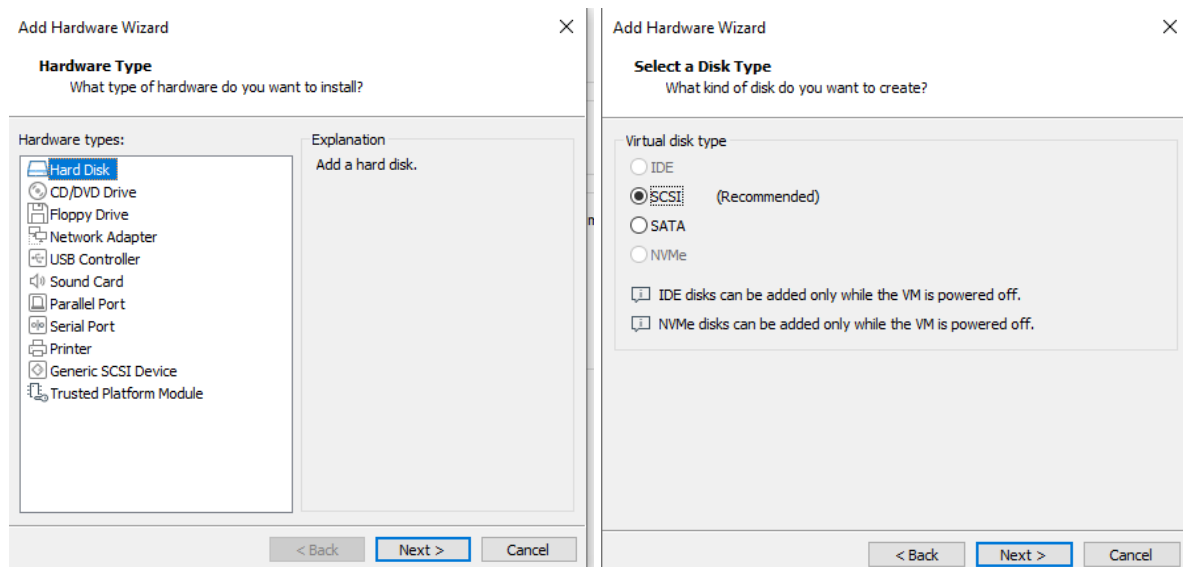 Add Hardware Wizard
Hardware Type
What type of hardware do you want to install?
Hardware types:
Hard Disk
CD/DVD Drive
Floppy Drive
Network Adapter
USB Controller
Sound Card
Parallel Port
Serial Port
Printer
Generic SCSI Device
Trusted Platform Module
Explanation
Add a hard disk.
< Back
Next >
Cancel
n
Add Hardware Wizard
Select a Disk Type
What kind of disk do you want to create?
Virtual disk type
IDE
SCSI (Recommended)
SATA
NVMe
IDE disks can be added only while the VM is powered off.
NVMe disks can be added only while the VM is powered off.
< Back
Next >
Cancel